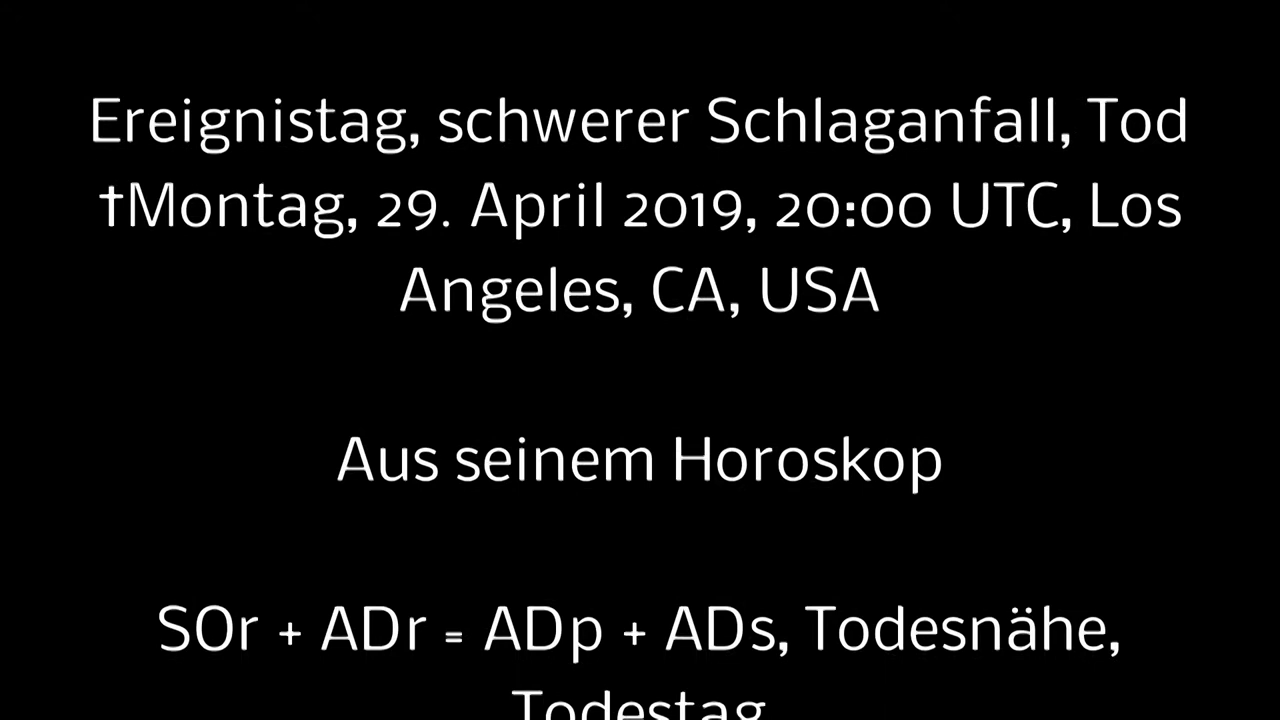 Ereignistag, schwerer Schlaganfall, Tod
†Montag, 29. April 2019, 20:00 UTC, Los
Angeles, CA, USA
Aus seinem Horoskop
SOr + ADr = ADp + ADs, Todesnähe,
Todestag